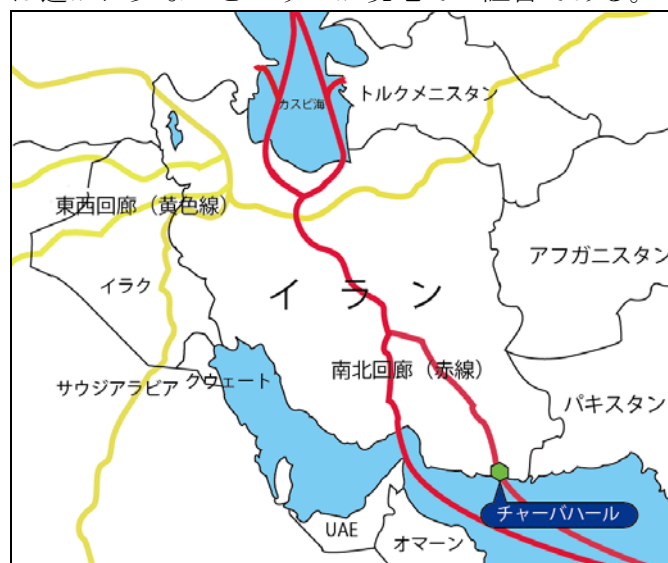 カスピ海
トルクメニスタン
東西回廊（黄色線）
アフガニスタン
イラク
イラン
南北回廊（赤線）
サウジアラビア
クウェート
パキスタン
チャーバハール
UAE
オマーン